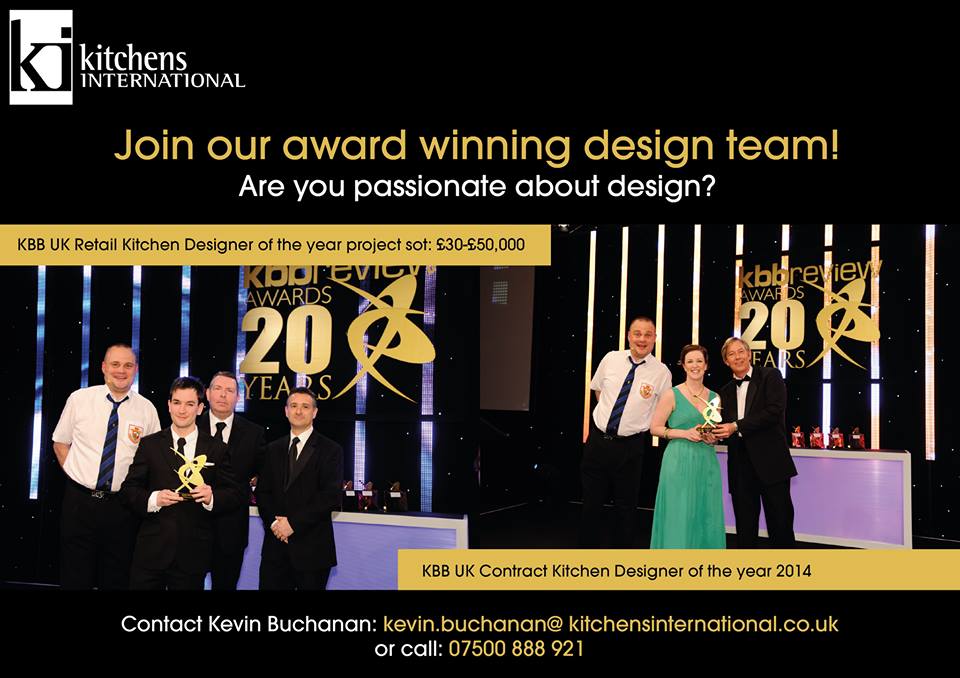 ki kitchens
INTERNATIONAL
Join our award winning design team!
Are you passionate about design?
KBB UK Retail Kitchen Designer of the year project sot: £30-£50,000
kbbreview
AWARDS
20
YEARS
kbbreview
AWARDS
20
YEARS
KBB UK Contract Kitchen Designer of the year 2014
Contact Kevin Buchanan: kevin.buchanan@ kitchensinternational.co.uk
or call: 07500 888 921